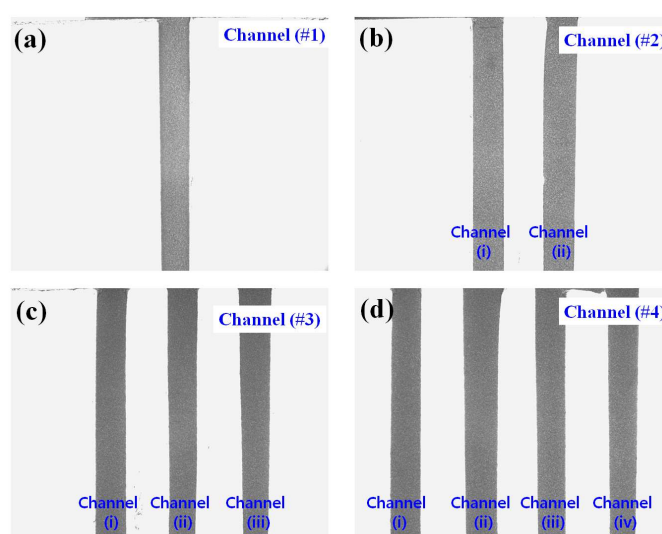 (a)
Channel (#1)
(b)
Channel (#2)
Channel
(i)
Channel
(ii)
(c)
Channel (#3)
Channel
(i)
Channel
(ii)
Channel
(iii)
(d)
Channel (#4)
Channel
(i)
Channel
(ii)
Channel
(iii)
Channel
(iv)